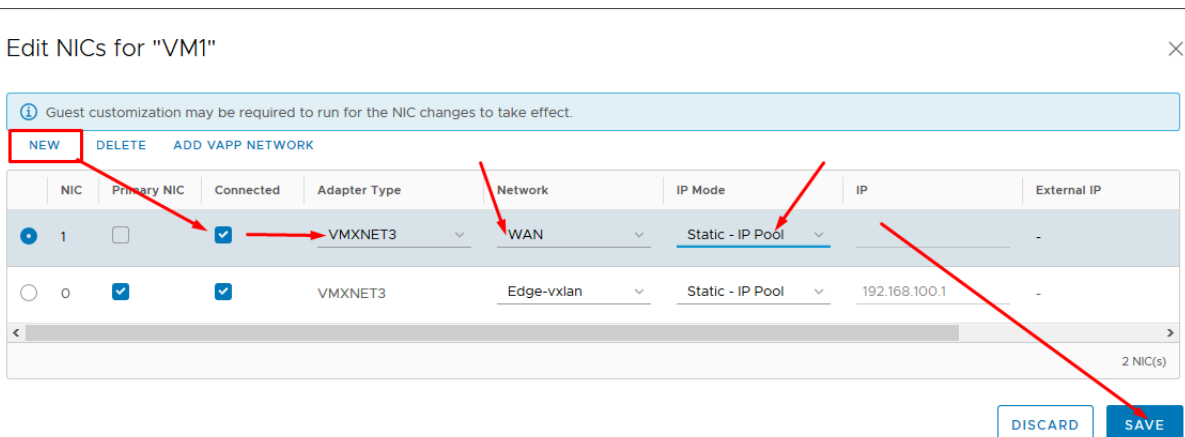 Edit NICs for "VM1"
Guest customization may be required to run for the NIC changes to take effect.
NEW DELETE ADD VAPP NETWORK
NIC Primary NIC Connected Adapter Type Network IP Mode IP External IP
1 VMXNET3 WAN Static - IP Pool -
0 VMXNET3 Edge-vxlan Static - IP Pool 192.168.100.1 -
2 NIC(s)
DISCARD SAVE